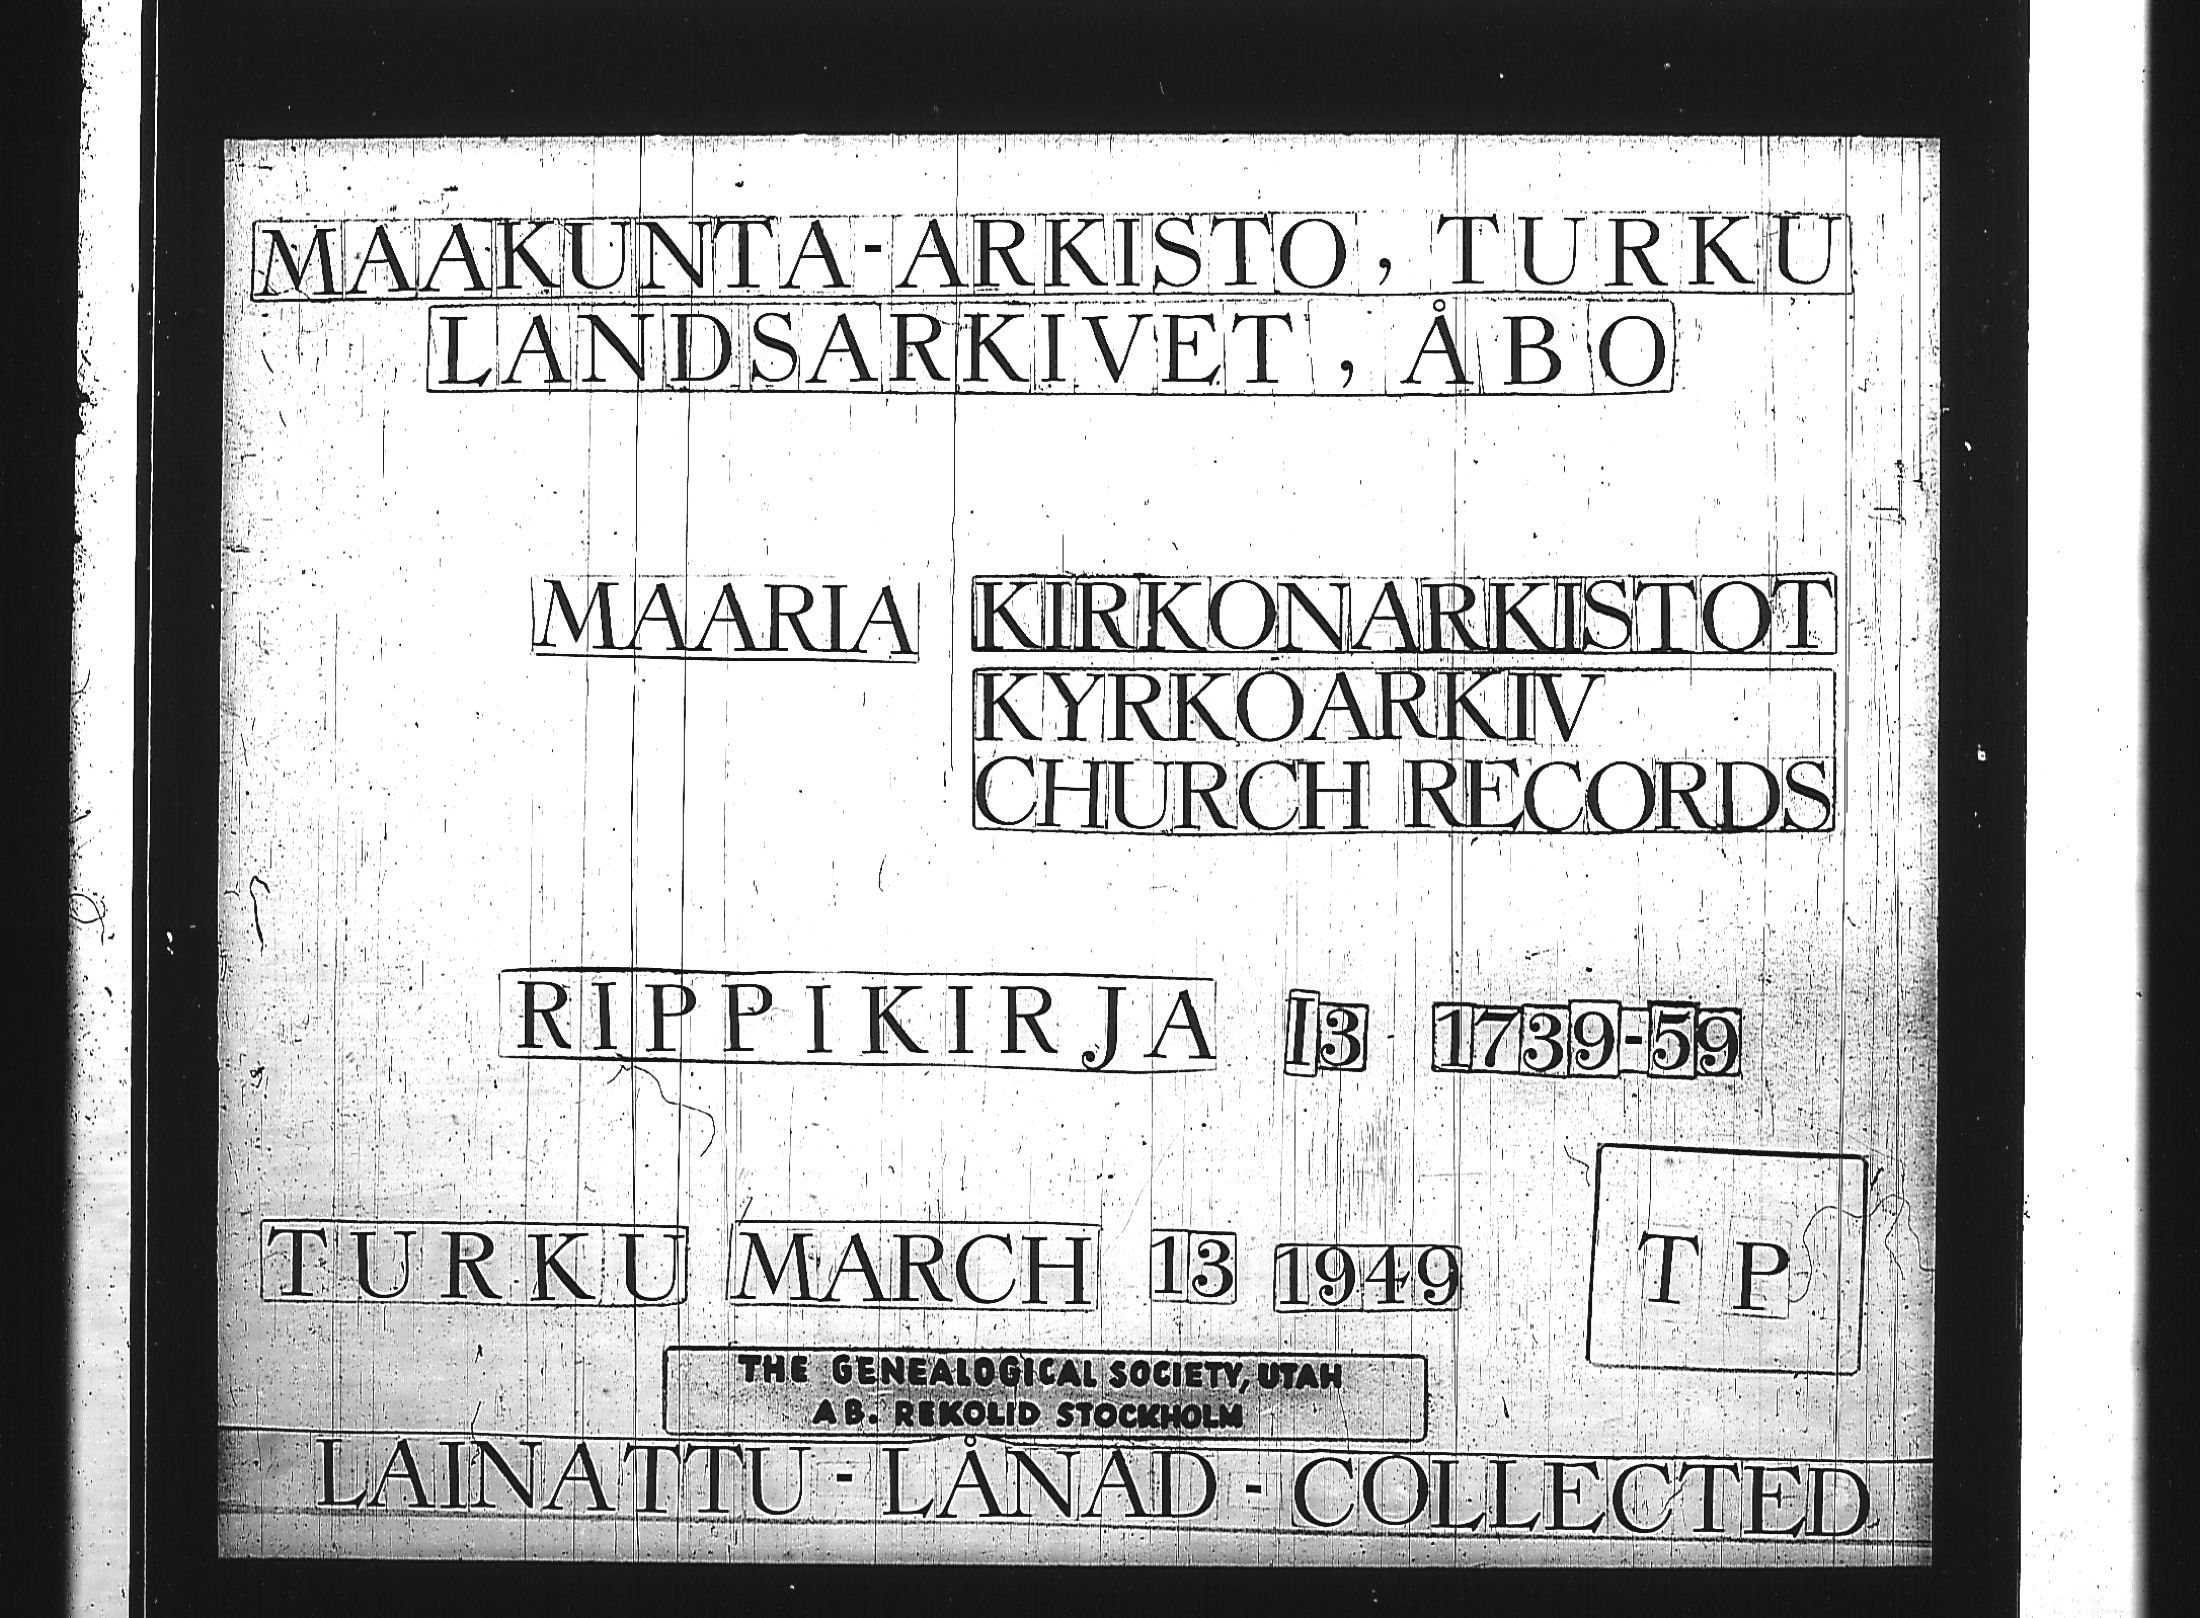 MAAKUNTA-ARKISTO, TURKU
LANDSARKIVET, ÅBO
MAARIA KIRKONARKISTOT
KYRKOARKIV
CHURCH RECORDS
RIPPIKIRJA I3 1739-59
TURKU MARCH 13 1949
TP
THE GENEALOGICAL SOCIETY, UTAH
AB. REKOLID STOCKHOLM
LAINATTU - LÅNAD - COLLECTED